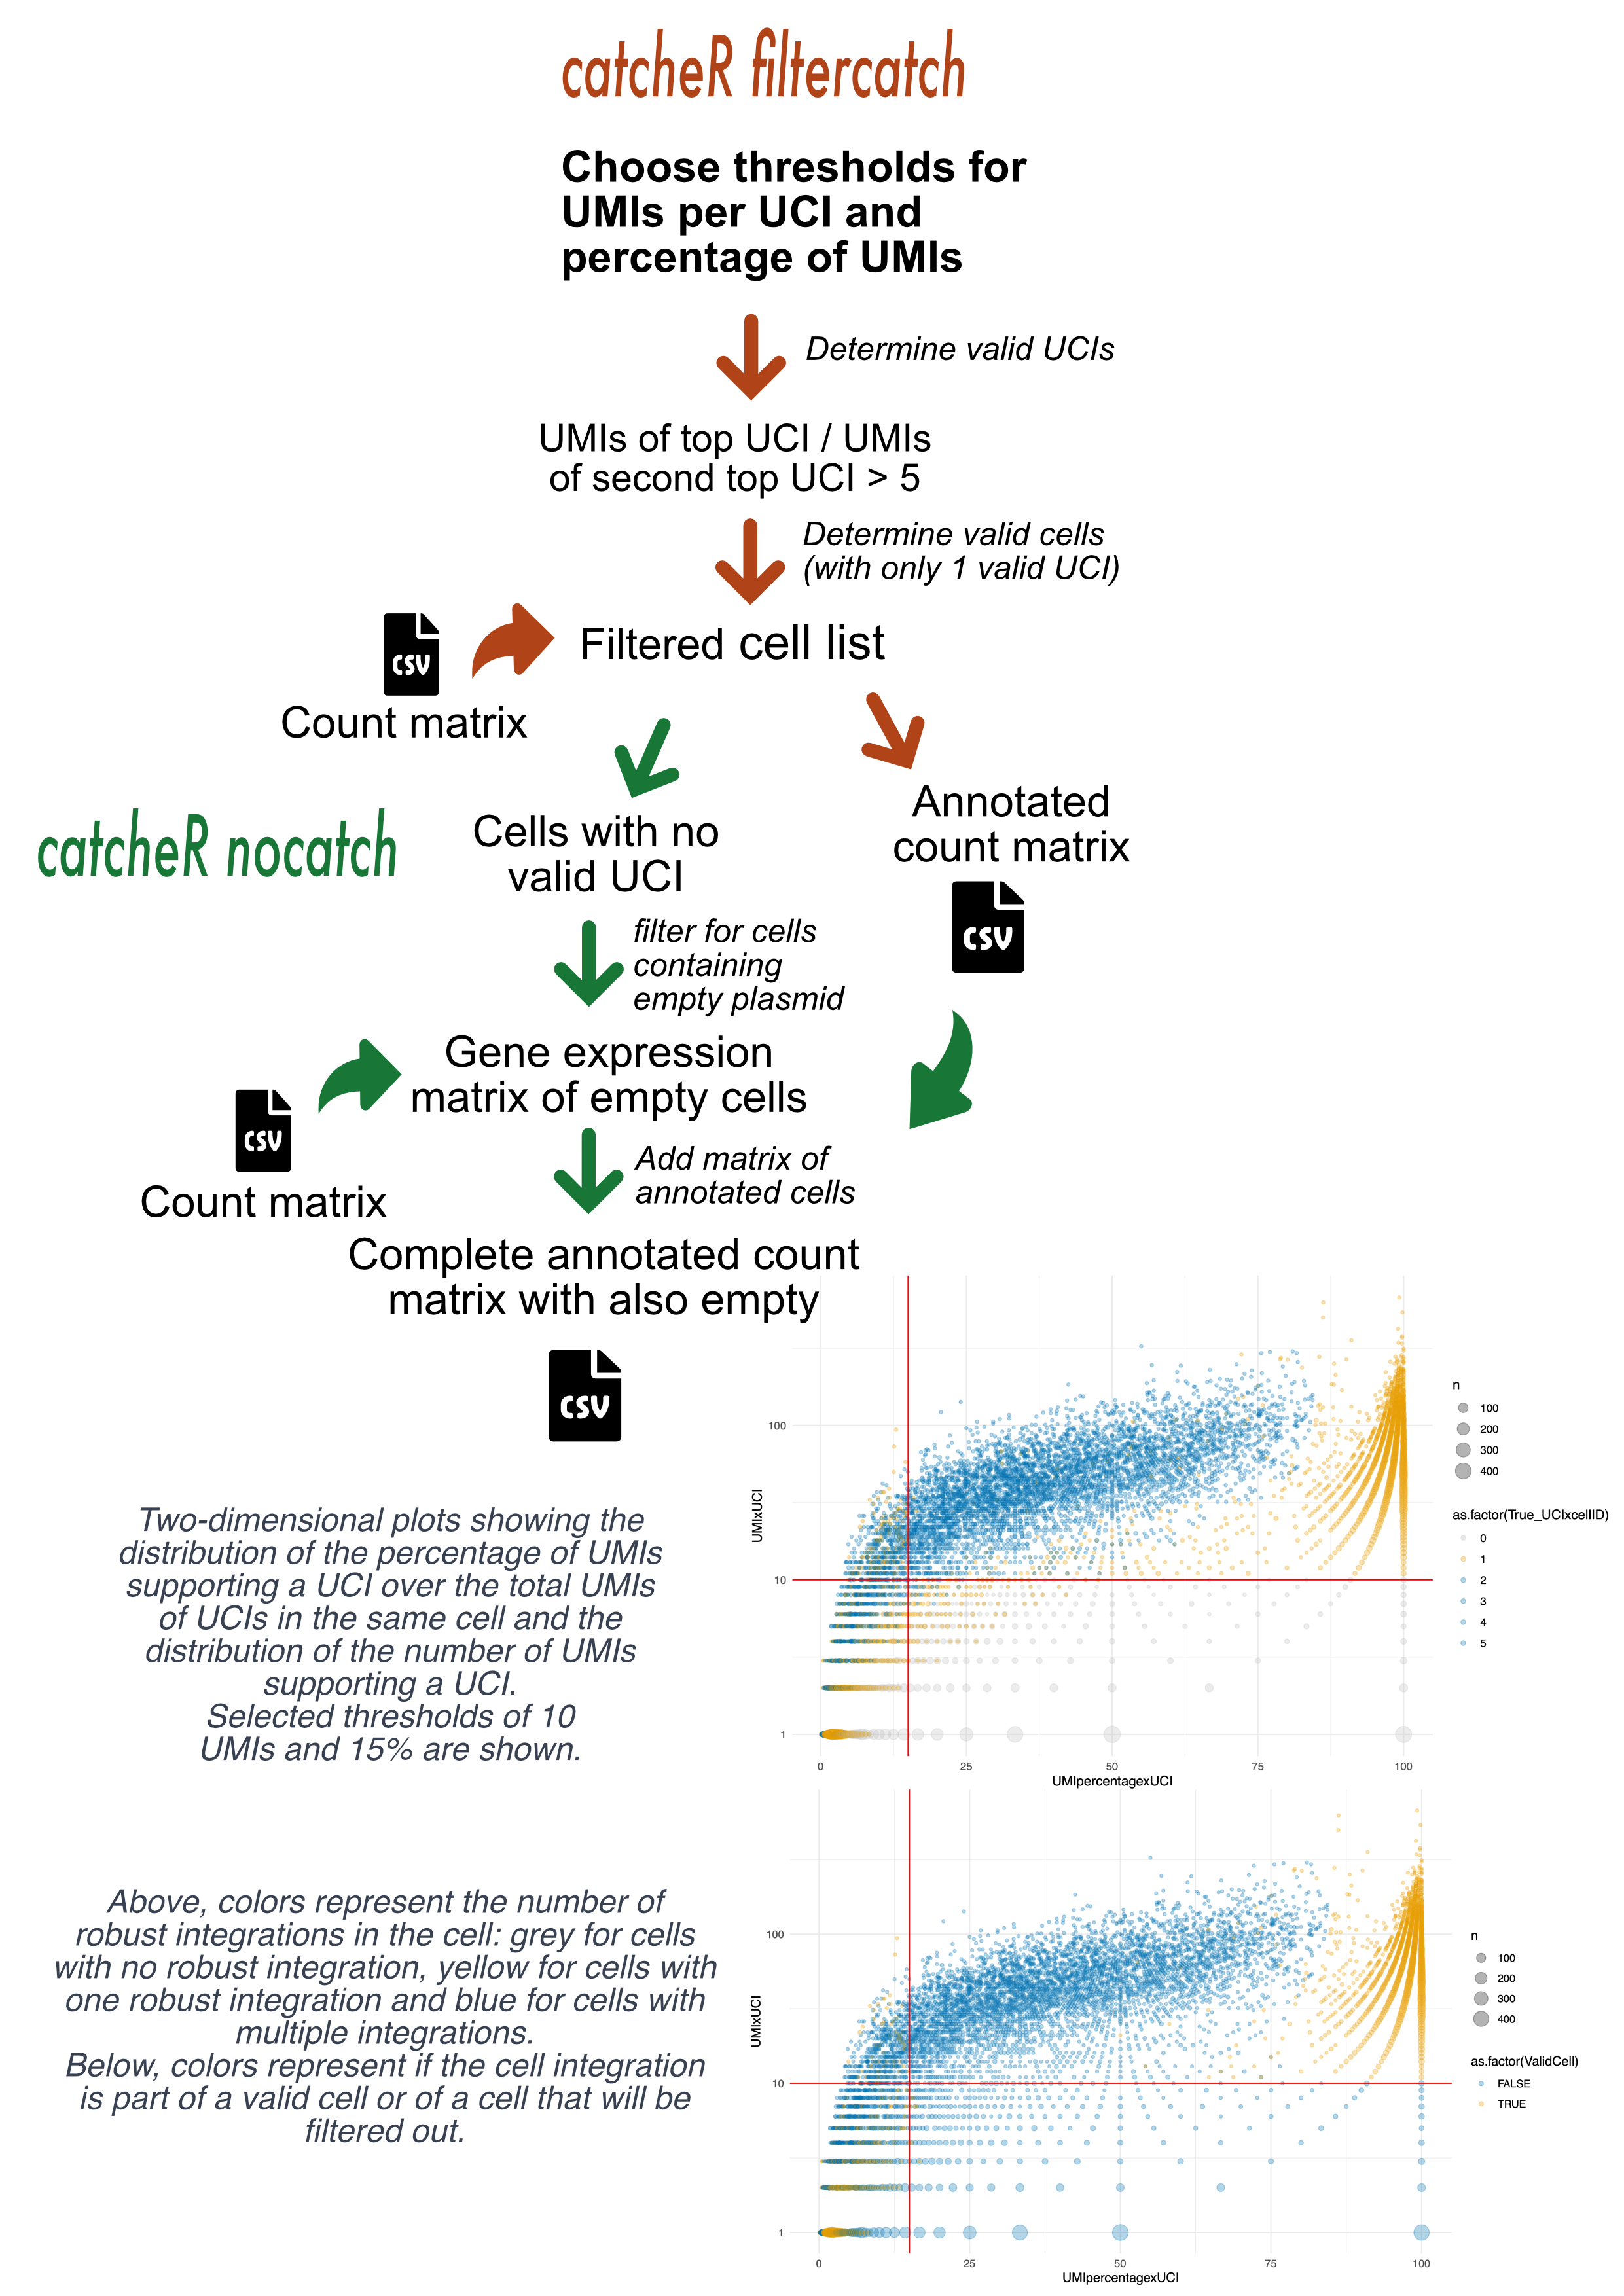 catcheR filtercatch
Choose thresholds for
UMIs per UCI and
percentage of UMIs
Determine valid UCIs
UMIs of top UCI / UMIs
of second top UCI > 5
Determine valid cells
(with only 1 valid UCI)
CSV
Filtered cell list
Count matrix
Annotated
count matrix
catcheR nocatch
Cells with no
valid UCI
CSV
filter for cells
containing
empty plasmid
Gene expression
matrix of empty cells
CSV
Count matrix
Add matrix of
annotated cells
Complete annotated count
matrix with also empty
CSV
Two-dimensional plots showing the
distribution of the percentage of UMIs
supporting a UCI over the total UMIs
of UCIs in the same cell and the
distribution of the number of UMIs
supporting a UCI.
Selected thresholds of 10
UMIs and 15% are shown.
UMIxUCI
100
10
1
0
25
50
75
100
UMIpercentagexUCI
n
100
200
300
400
as.factor(True_UCIxcellID)
0
1
2
3
4
5
Above, colors represent the number of
robust integrations in the cell: grey for cells
with no robust integration, yellow for cells with
one robust integration and blue for cells with
multiple integrations.
Below, colors represent if the cell integration
is part of a valid cell or of a cell that will be
filtered out.
UMIxUCI
100
10
1
0
25
50
75
100
UMIpercentagexUCI
n
100
200
300
400
as.factor(ValidCell)
FALSE
TRUE